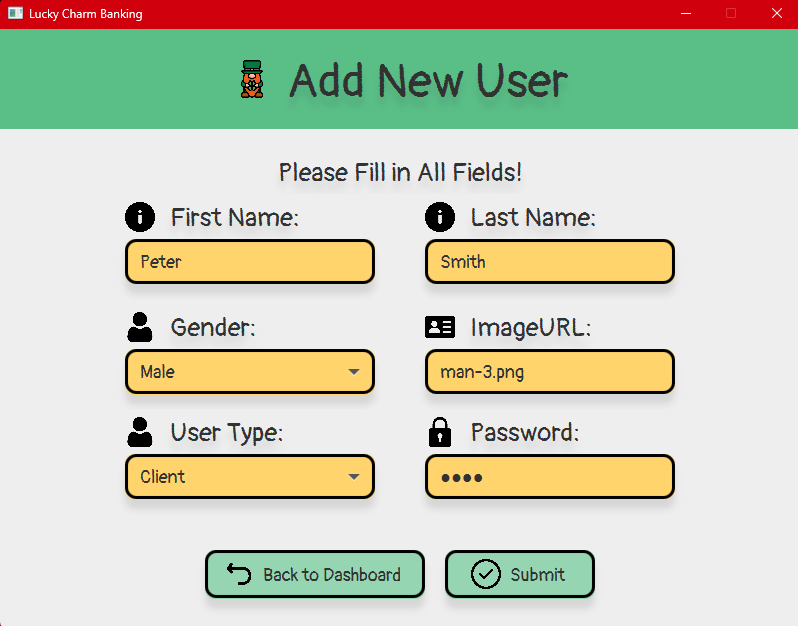 Lucky Charm Banking
Add New User
Please Fill in All Fields!
First Name: Last Name:
Peter Smith
Gender: ImageURL:
Male man-3.png
User Type: Password:
Client ●●●●
Back to Dashboard Submit